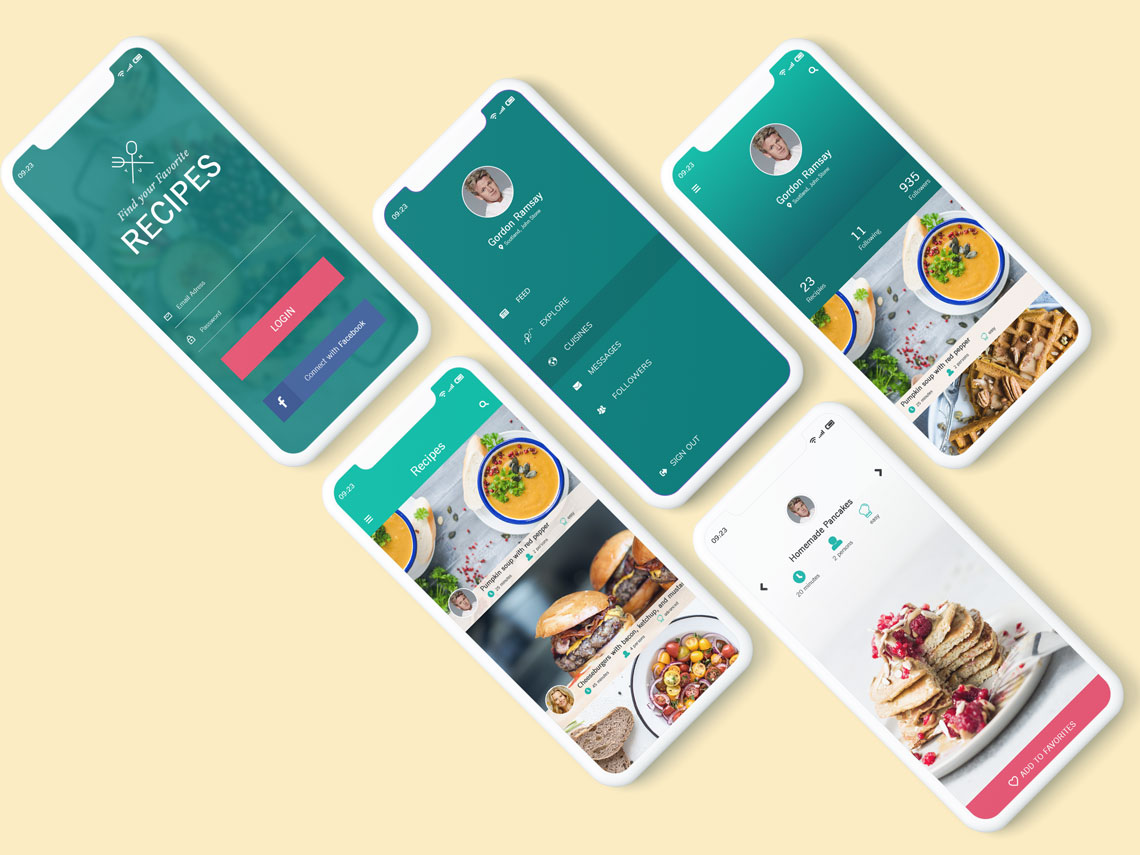 09:23
T
H
Y
M
Find your Favorite
RECIPES
Email Adress
Password
LOGIN
f Connect with Facebook
09:23
Gordon Ramsay
Scotland, John Stone
FEED
EXPLORE
CUISINES
MESSAGES
FOLLOWERS
SIGN OUT
09:23
Gordon Ramsay
Scotland, John Stone
23
Recipes
11
Following
935
Followers
Pumpkin soup with red pepper
25 minutes
2 persons
easy
09:23
Recipes
Pumpkin soup with red pepper
25 minutes
2 persons
easy
Cheeseburgers with bacon, ketchup, and mustar
45 minutes
4 persons
advanced
09:23
Homemade Pancakes
20 minutes
2 persons
easy
ADD TO FAVORITES